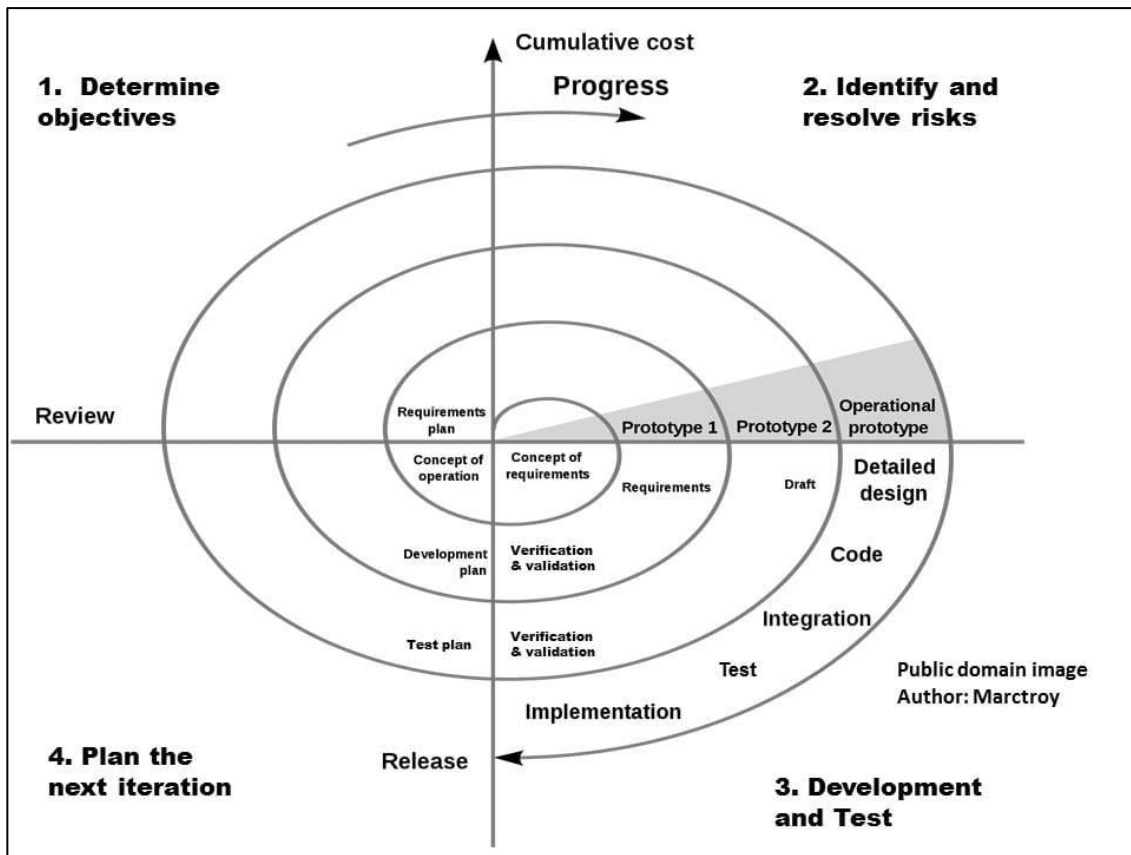 Cumulative cost
Progress
1. Determine
objectives
2. Identify and
resolve risks
Review
Requirements
plan
Prototype 1
Prototype 2
Operational
prototype
Concept of
operation
Concept of
requirements
Requirements
Draft
Detailed
design
Development
plan
Verification
& validation
Code
Integration
Test plan
Verification
& validation
Test
Implementation
Public domain image
Author: Marctroy
4. Plan the
next iteration
Release
3. Development
and Test